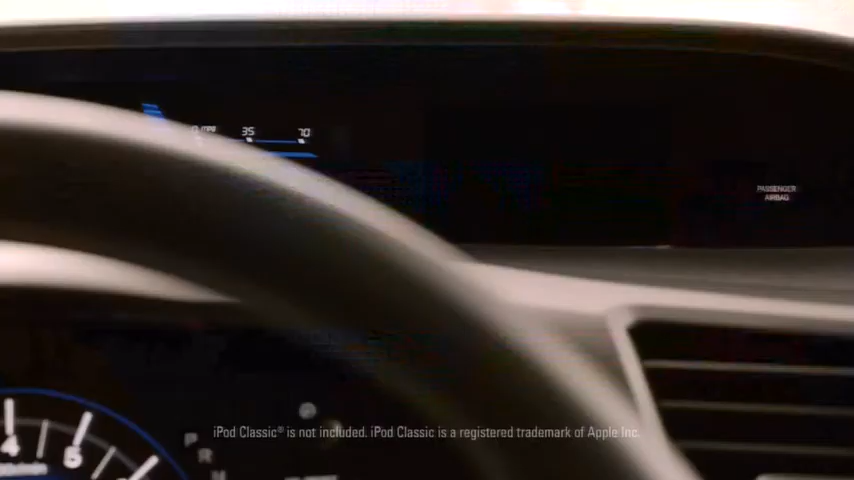 35
70
PASSENGER
AIRBAG
4
5
P
R
iPod Classic® is not included. iPod Classic is a registered trademark of Apple Inc.